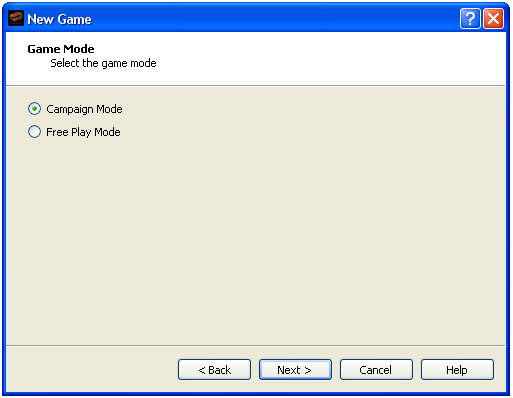 New Game
Game Mode
Select the game mode
Campaign Mode
Free Play Mode
< Back
Next >
Cancel
Help